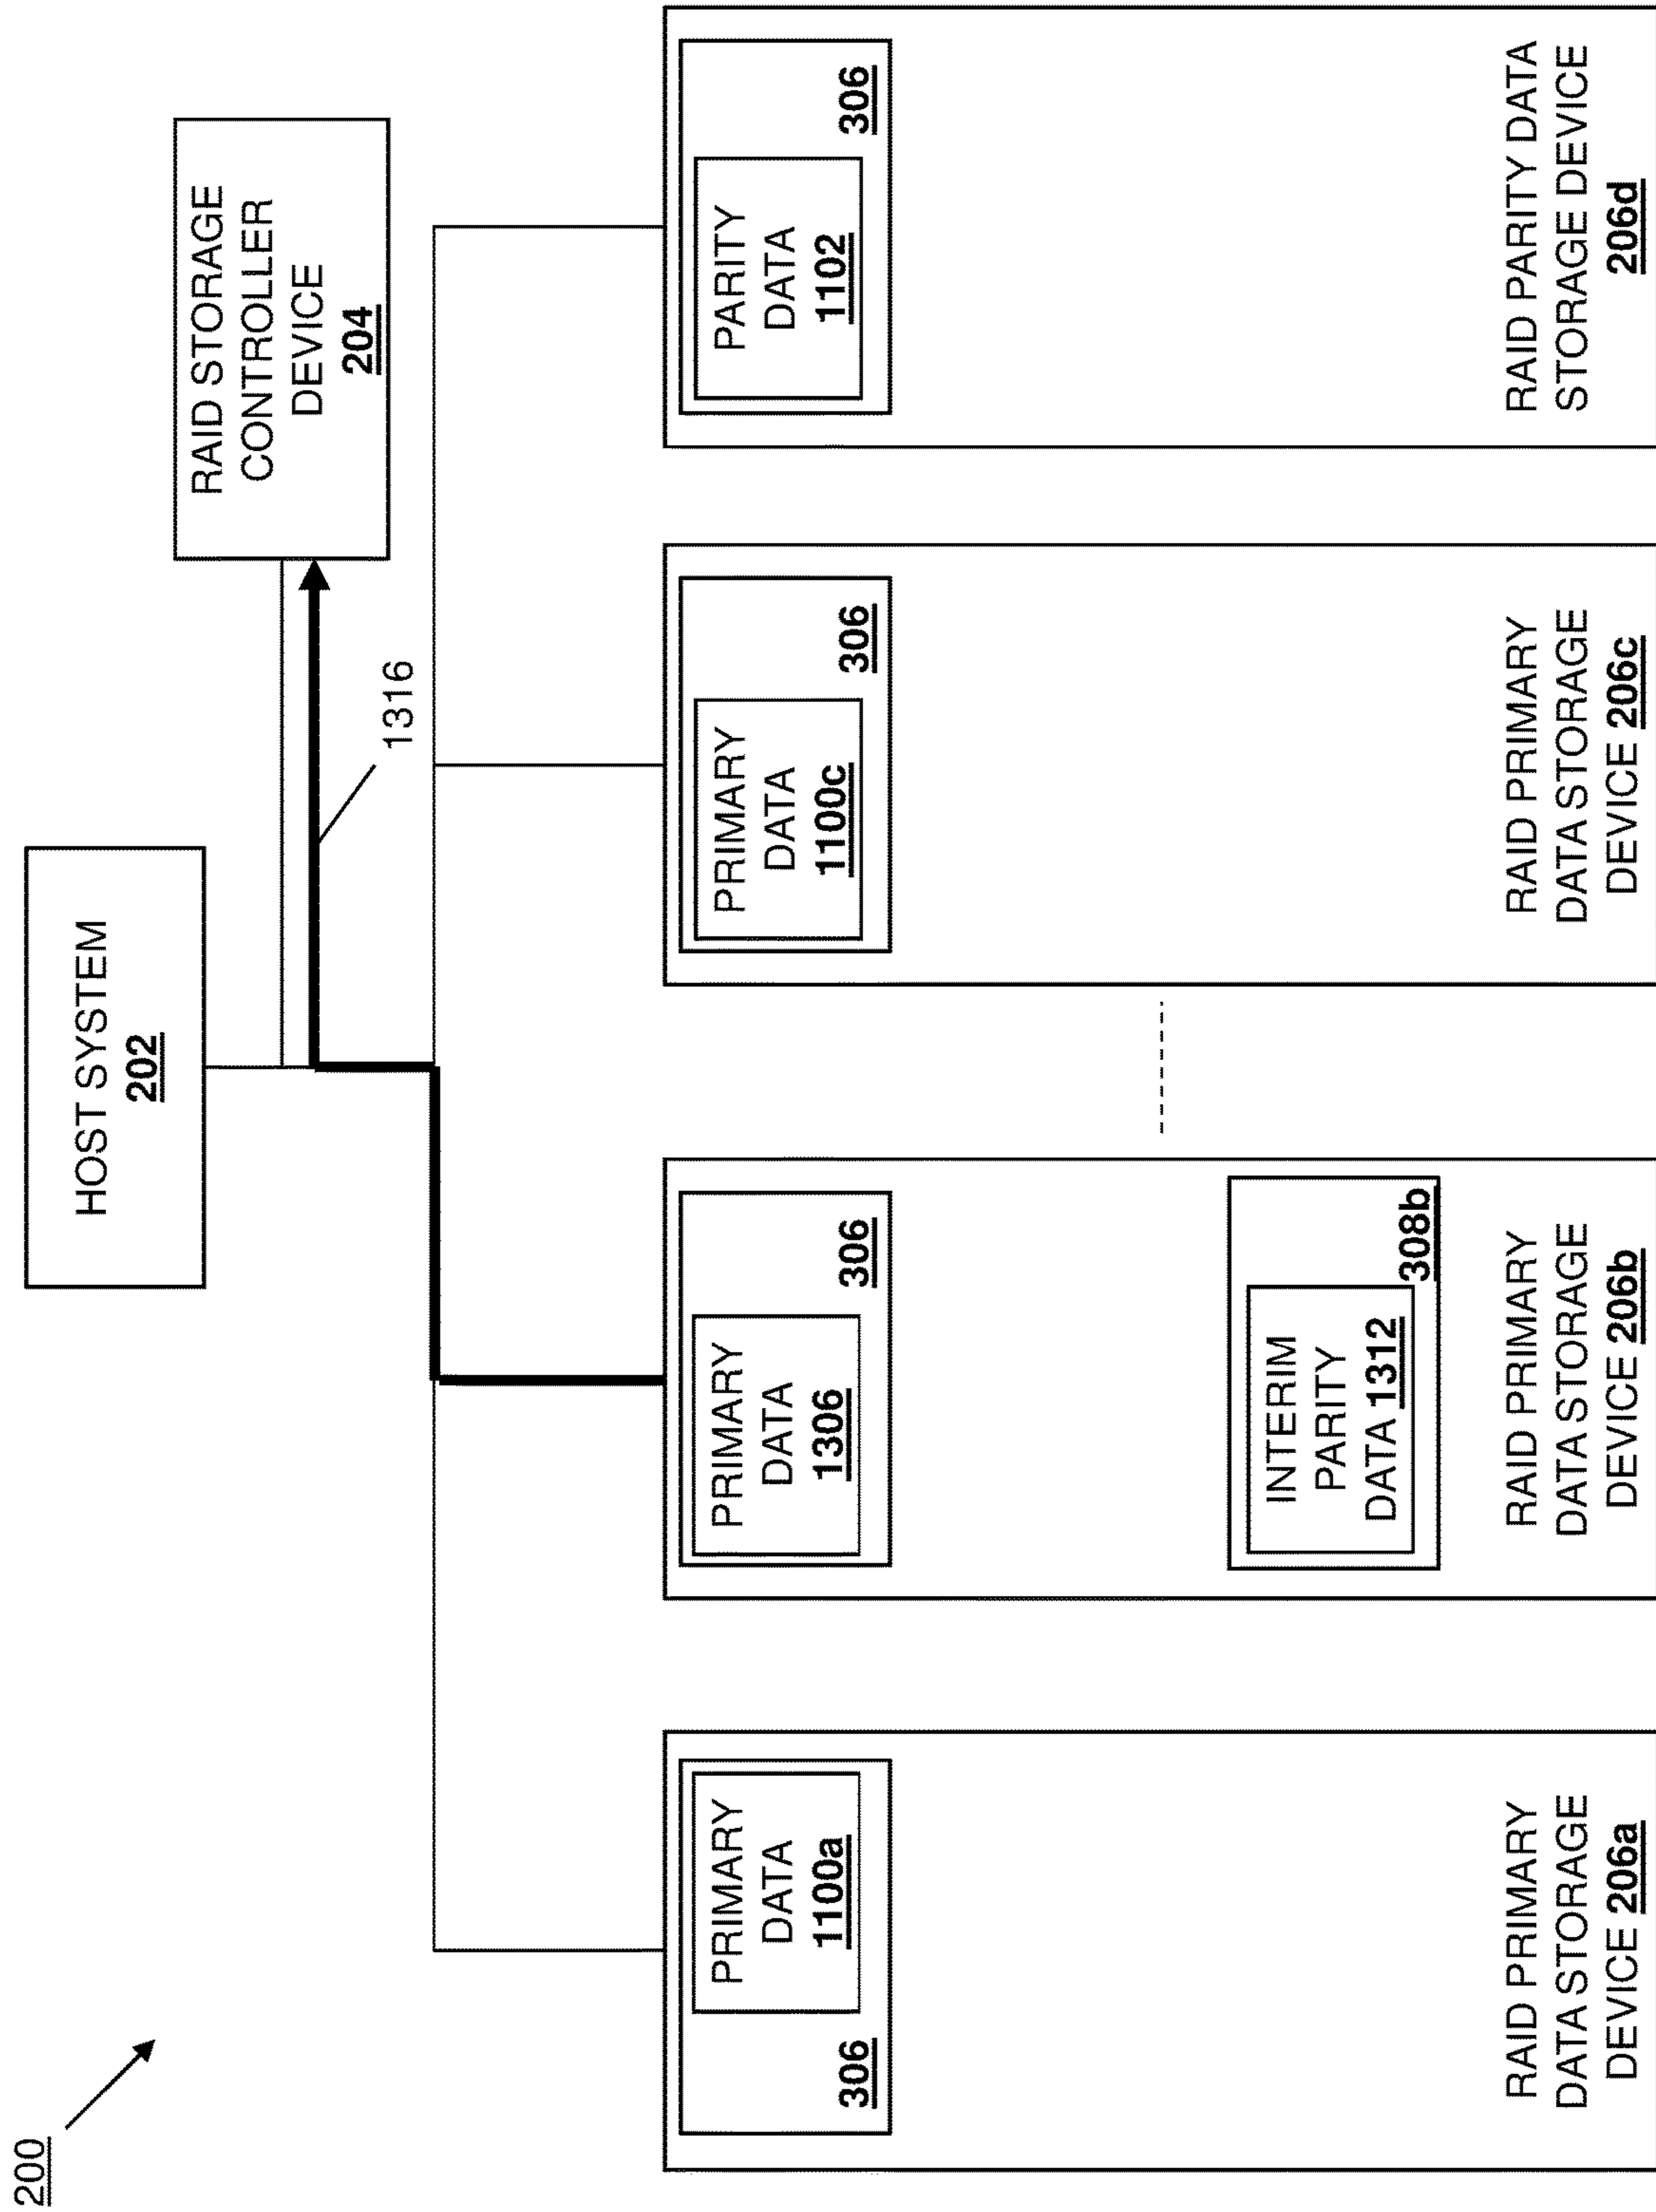 200
HOST SYSTEM
202
RAID STORAGE
CONTROLLER
DEVICE
204
1316
306
PRIMARY
DATA
1100a
RAID PRIMARY
DATA STORAGE
DEVICE 206a
PRIMARY
DATA
1306
306
INTERIM
PARITY
DATA 1312
308b
RAID PRIMARY
DATA STORAGE
DEVICE 206b
PRIMARY
DATA
1100c
306
RAID PRIMARY
DATA STORAGE
DEVICE 206c
PARITY
DATA
1102
306
RAID PARITY DATA
STORAGE DEVICE
206d